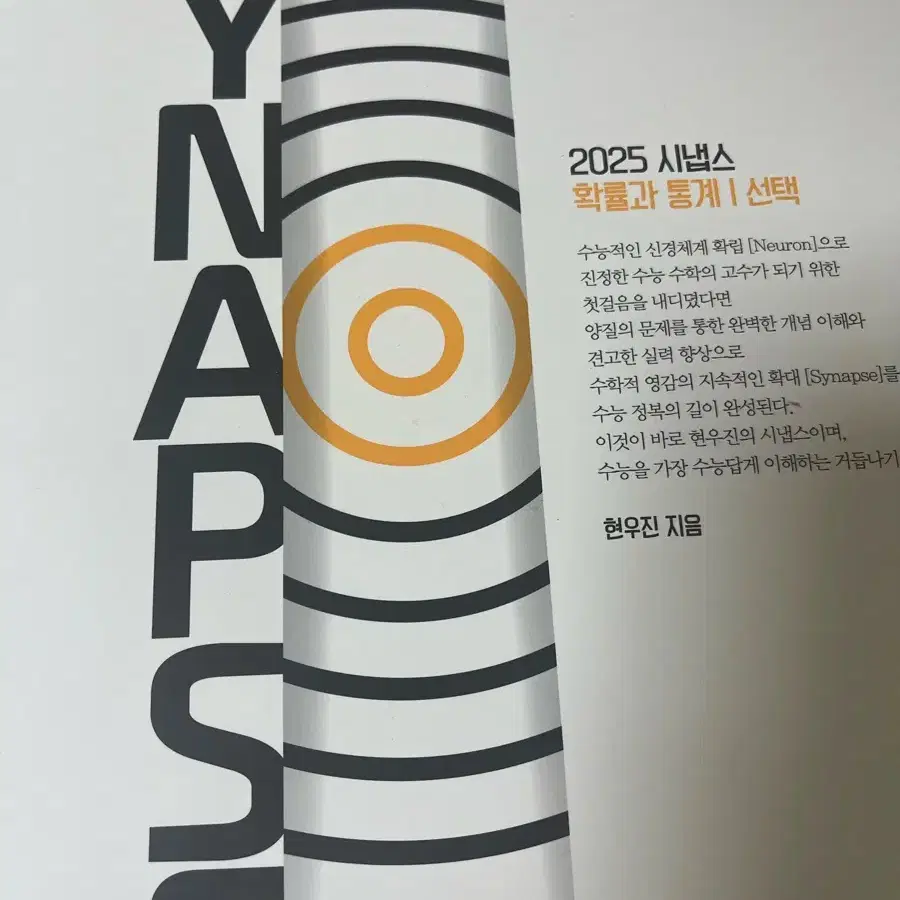 YNAPS
2025 시냅스
확률과 통계 | 선택
수능적인 신경체계 확립 [Neuron]으로
진정한 수능 수학의 고수가 되기 위한
첫걸음을 내디뎠다면
양질의 문제를 통한 완벽한 개념 이해와
견고한 실력 향상으로
수학적 영감의 지속적인 확대 [Synapse]를
수능 정복의 길이 완성된다.
이것이 바로 현우진의 시냅스이며,
수능을 가장 수능답게 이해하는 거듭나기
현우진 지음